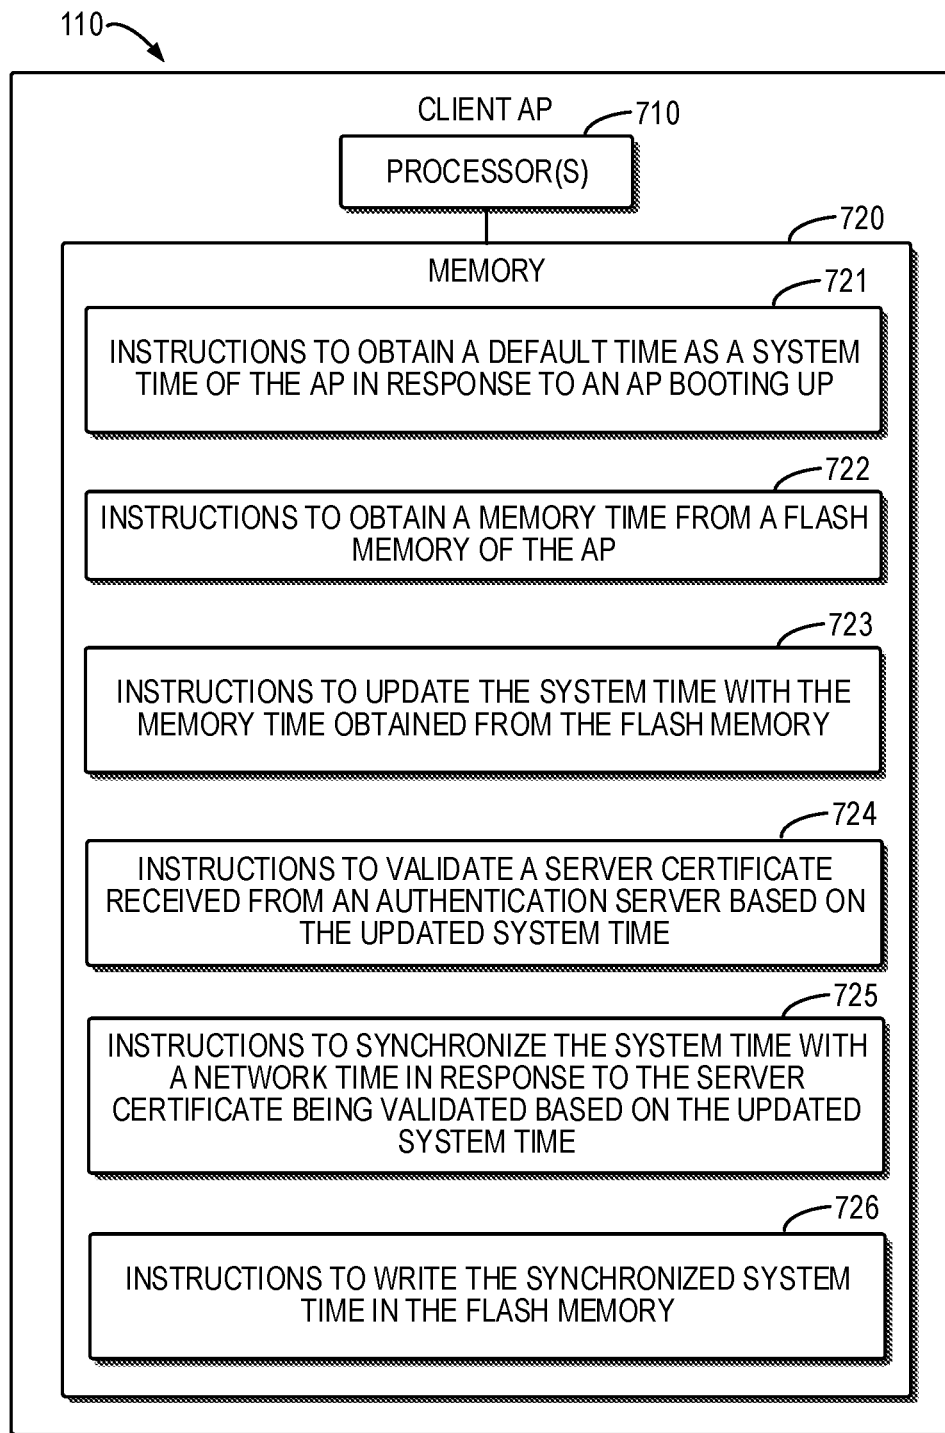 110
CLIENT AP
710
PROCESSOR(S)
720
MEMORY
721
INSTRUCTIONS TO OBTAIN A DEFAULT TIME AS A SYSTEM
TIME OF THE AP IN RESPONSE TO AN AP BOOTING UP
722
INSTRUCTIONS TO OBTAIN A MEMORY TIME FROM A FLASH
MEMORY OF THE AP
723
INSTRUCTIONS TO UPDATE THE SYSTEM TIME WITH THE
MEMORY TIME OBTAINED FROM THE FLASH MEMORY
724
INSTRUCTIONS TO VALIDATE A SERVER CERTIFICATE
RECEIVED FROM AN AUTHENTICATION SERVER BASED ON
THE UPDATED SYSTEM TIME
725
INSTRUCTIONS TO SYNCHRONIZE THE SYSTEM TIME WITH
A NETWORK TIME IN RESPONSE TO THE SERVER
CERTIFICATE BEING VALIDATED BASED ON THE UPDATED
SYSTEM TIME
726
INSTRUCTIONS TO WRITE THE SYNCHRONIZED SYSTEM
TIME IN THE FLASH MEMORY